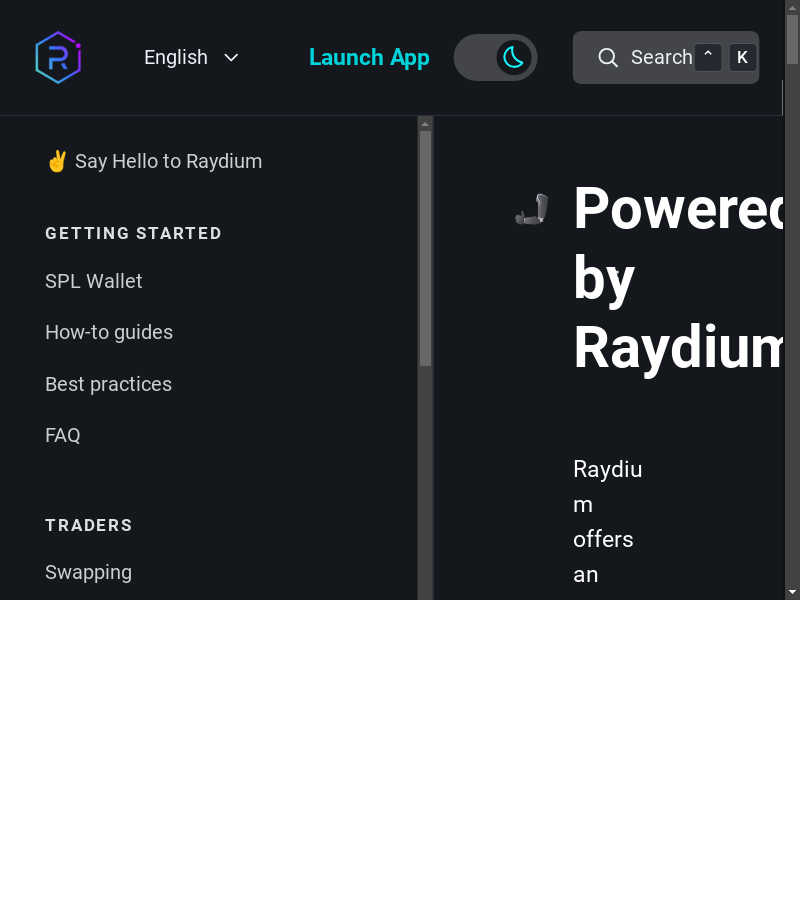 English
Launch App
Search ⌃ K
✌️ Say Hello to Raydium
GETTING STARTED
SPL Wallet
How-to guides
Best practices
FAQ
TRADERS
Swapping
🦾 Powered
by
Raydium
Raydiu
m
offers
an